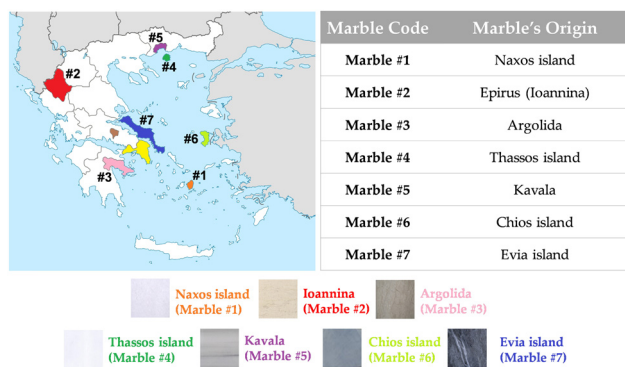 #5
#4
#2
#7
#6
#3
#1
Marble Code Marble's Origin
Marble #1 Naxos island
Marble #2 Epirus (Ioannina)
Marble #3 Argolida
Marble #4 Thassos island
Marble #5 Kavala
Marble #6 Chios island
Marble #7 Evia island
Naxos island
(Marble #1)
Ioannina
(Marble #2)
Argolida
(Marble #3)
Thassos island
(Marble #4)
Kavala
(Marble #5)
Chios island
(Marble #6)
Evia island
(Marble #7)